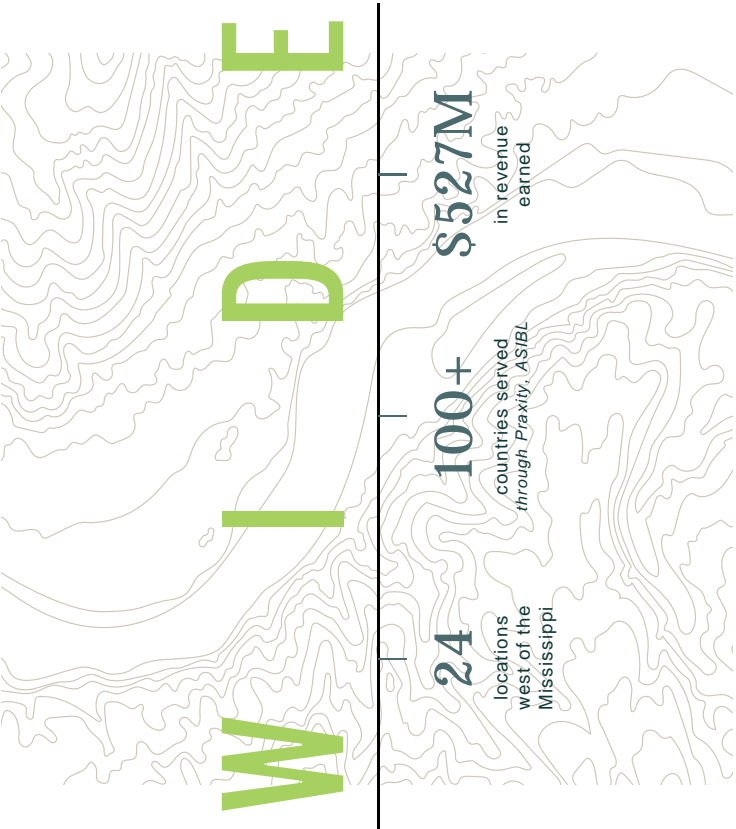 WIDE
24
locations
west of the
Mississippi
100+
countries served
through Praxity, ASIBL
$527M
in revenue
earned